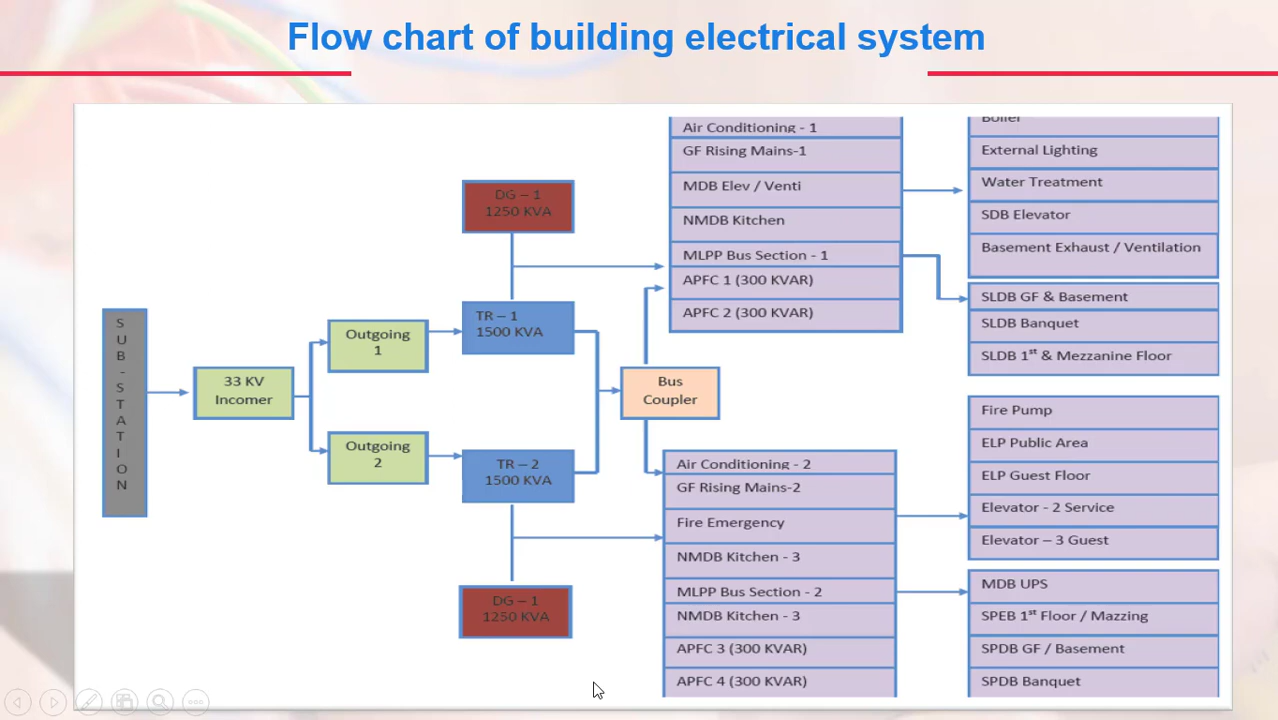 Flow chart of building electrical system
SUB-STATION
33 KV
Incomer
Outgoing
1
Outgoing
2
DG – 1
1250 KVA
TR – 1
1500 KVA
TR – 2
1500 KVA
DG – 1
1250 KVA
Bus
Coupler
Air Conditioning - 1
GF Rising Mains-1
MDB Elev / Venti
NMDB Kitchen
MLPP Bus Section - 1
APFC 1 (300 KVAR)
APFC 2 (300 KVAR)
Air Conditioning - 2
GF Rising Mains-2
Fire Emergency
NMDB Kitchen - 3
MLPP Bus Section - 2
NMDB Kitchen - 3
APFC 3 (300 KVAR)
APFC 4 (300 KVAR)
Boiler
External Lighting
Water Treatment
SDB Elevator
Basement Exhaust / Ventilation
SLDB GF & Basement
SLDB Banquet
SLDB 1st & Mezzanine Floor
Fire Pump
ELP Public Area
ELP Guest Floor
Elevator - 2 Service
Elevator – 3 Guest
MDB UPS
SPEB 1st Floor / Mazzing
SPDB GF / Basement
SPDB Banquet